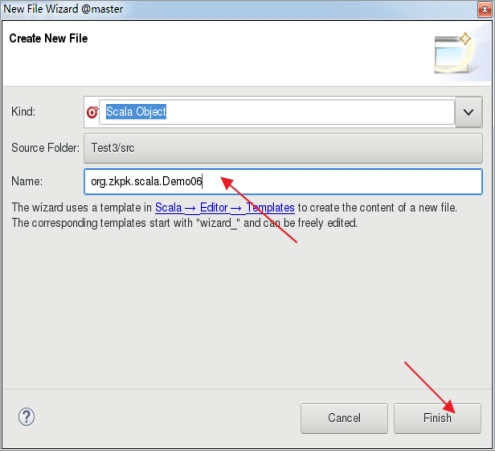 New File Wizard @master
Create New File
Kind:
Scala Object
Source Folder:
Test3/src
Name:
org.zkpk.scala.Demo06
The wizard uses a template in Scala → Editor → Templates to create the content of a new file.
The corresponding templates start with "wizard_" and can be freely edited.
?
Cancel
Finish